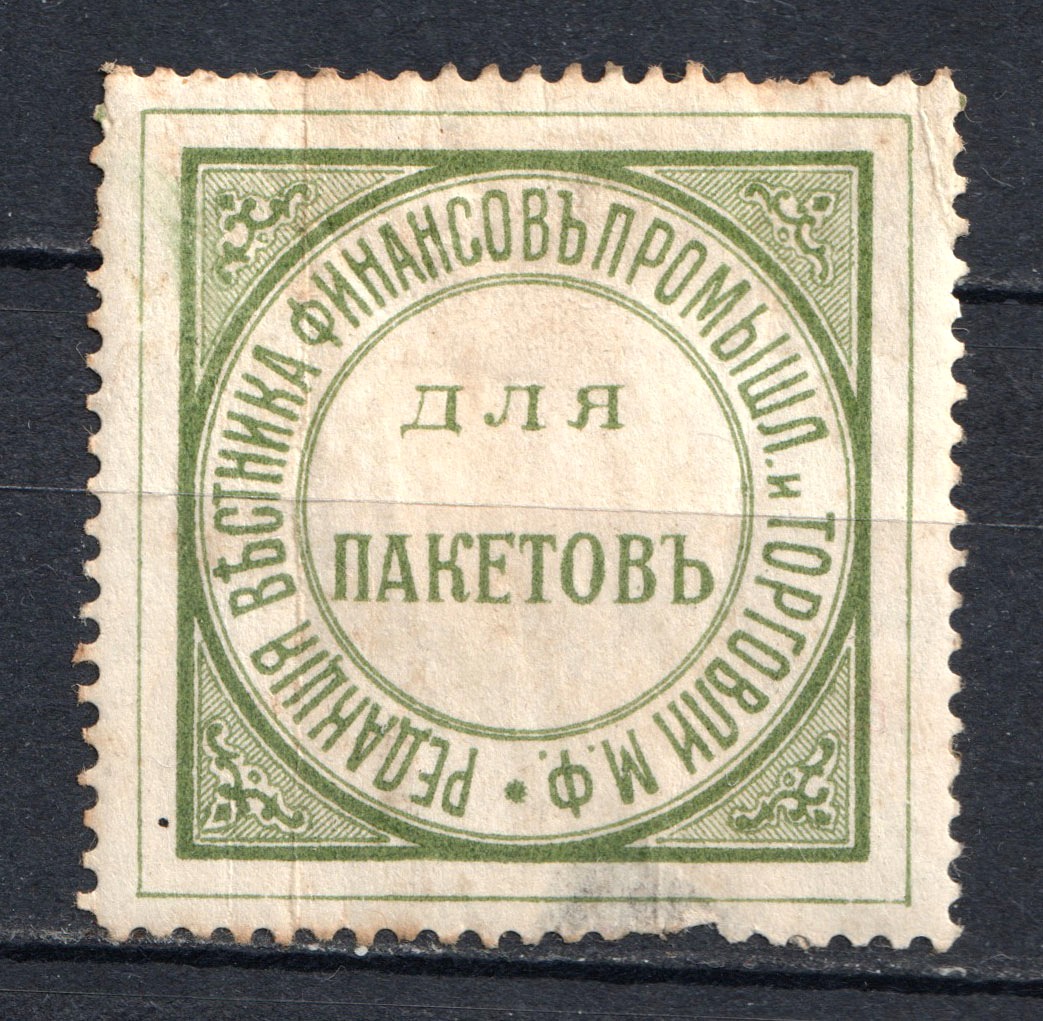 РЕДАКЦІЯ ВѢСТНИКА ФИНАНСОВЪ ПРОМЫШЛ. и ТОРГОВЛИ М.Ф.
ДЛЯ
ПАКЕТОВЪ